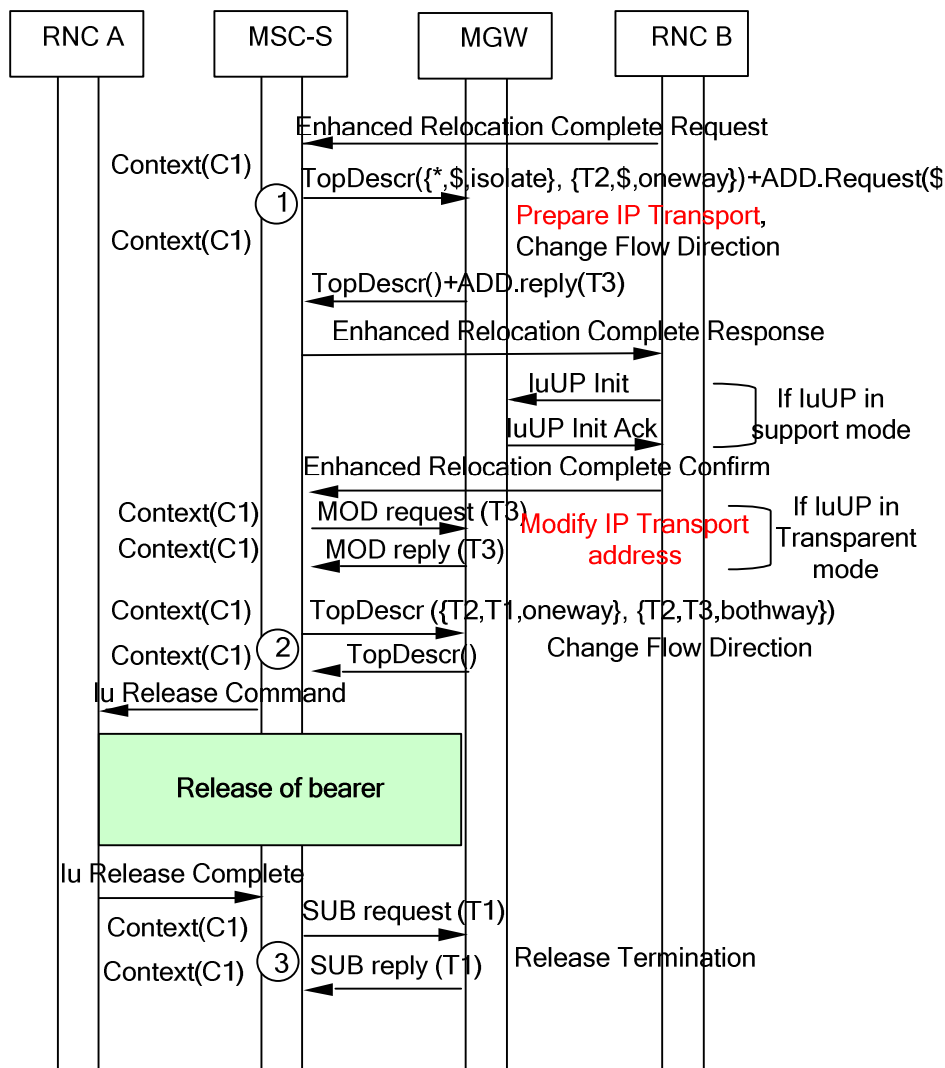 RNC A
MSC-S
MGW
RNC B
Enhanced Relocation Complete Request
Context(C1)
TopDescr({*,$,isolate}, {T2,$,oneway})+ADD.Request($
1
Prepare IP Transport,
Context(C1)
Change Flow Direction
TopDescr()+ADD.reply(T3)
Enhanced Relocation Complete Response
IuUP Init
If IuUP in
support mode
IuUP Init Ack
Enhanced Relocation Complete Confirm
Context(C1)
MOD request (T3)
Modify IP Transport
address
If IuUP in
Transparent
mode
Context(C1)
MOD reply (T3)
Context(C1)
TopDescr ({T2,T1,oneway}, {T2,T3,bothway})
2
Change Flow Direction
Context(C1)
TopDescr()
Iu Release Command
Release of bearer
Iu Release Complete
Context(C1)
SUB request (T1)
3
Release Termination
Context(C1)
SUB reply (T1)